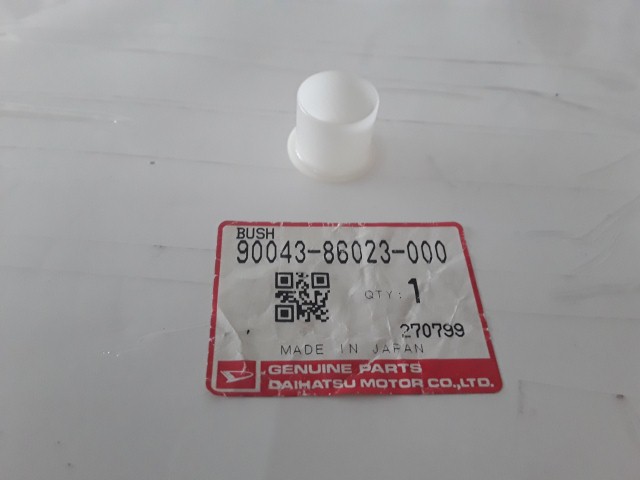 BUSH
90043-86023-000
QTY: 1
270799
MADE IN JAPAN
GENUINE PARTS
DAIHATSU MOTOR CO.,LTD.